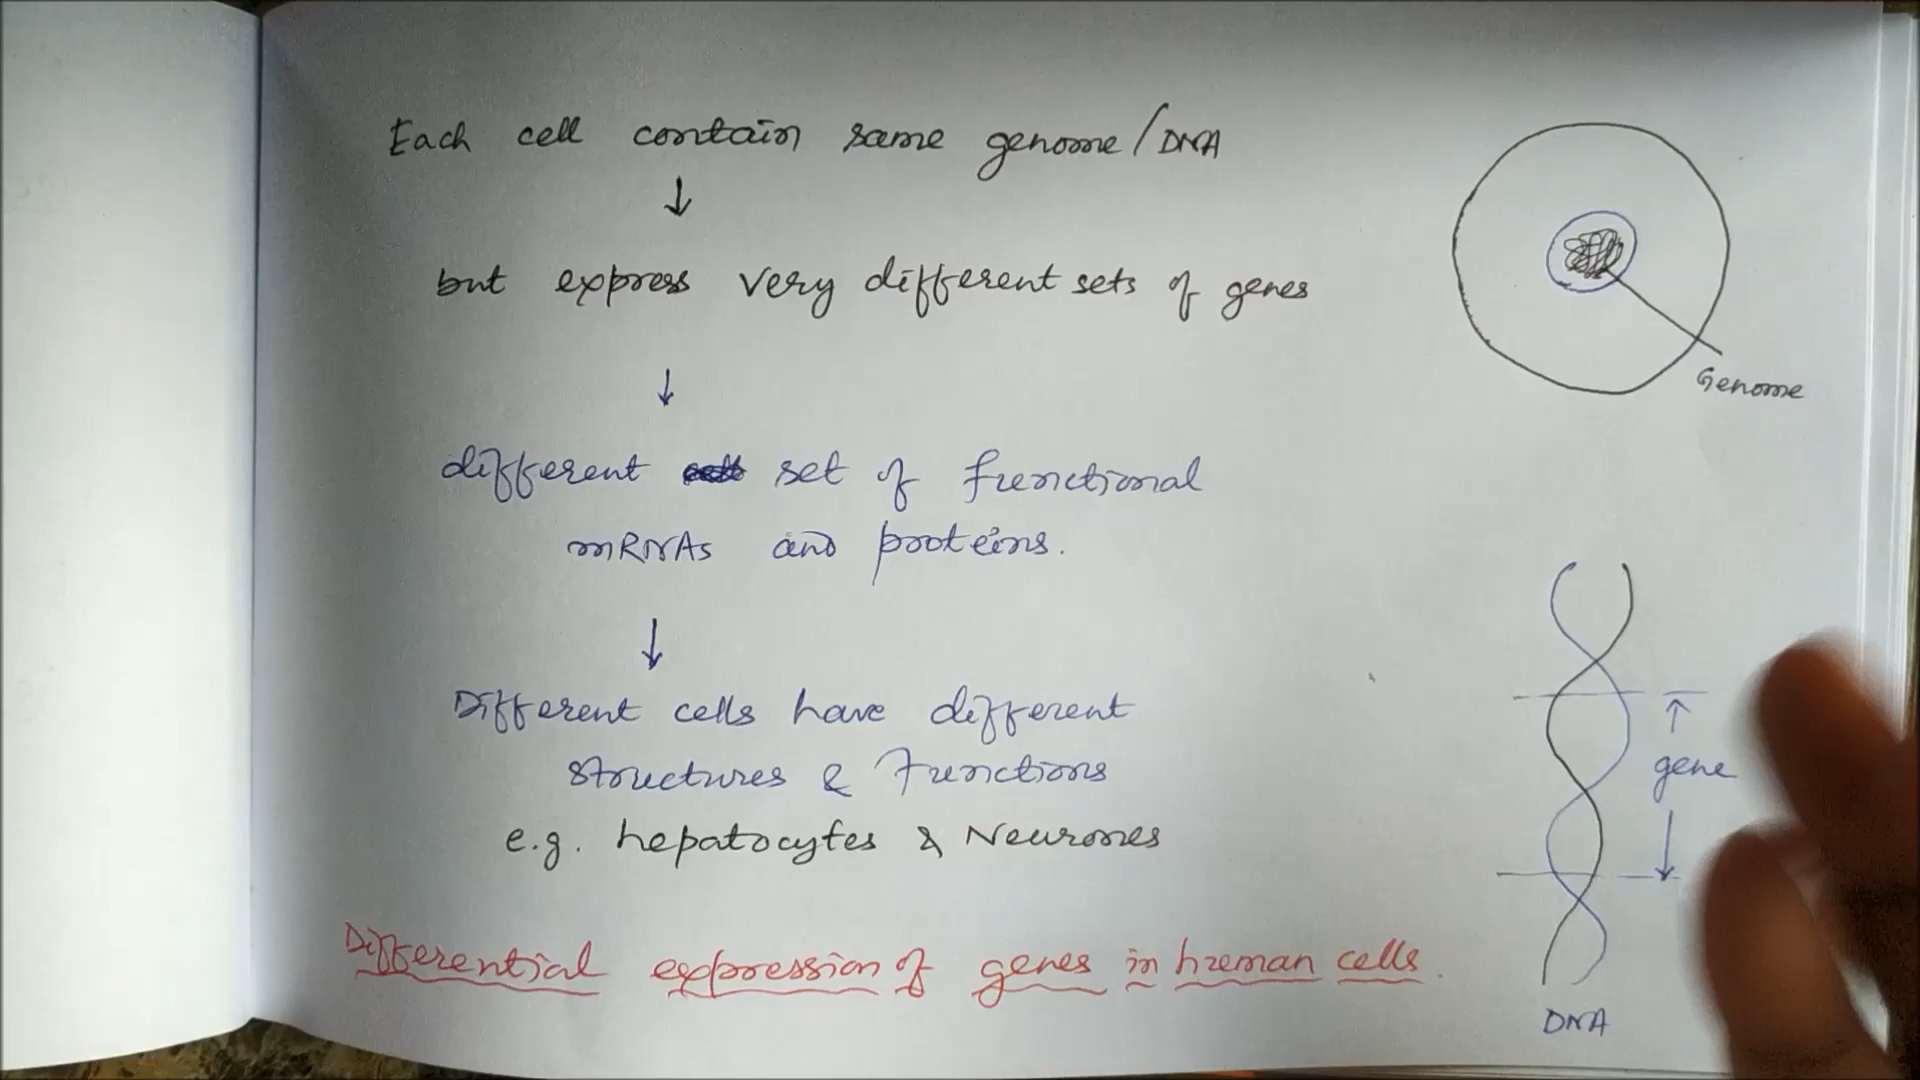 Each cell contain same genome/DNA
↓
but express very different sets of genes
↓
different set of functional
mRNAs and proteins.
↓
Different cells have different
structures & Functions
e.g. hepatocytes & Neurones
Differential expression of genes in human cells.
Genome
↑
gene
↓
DNA